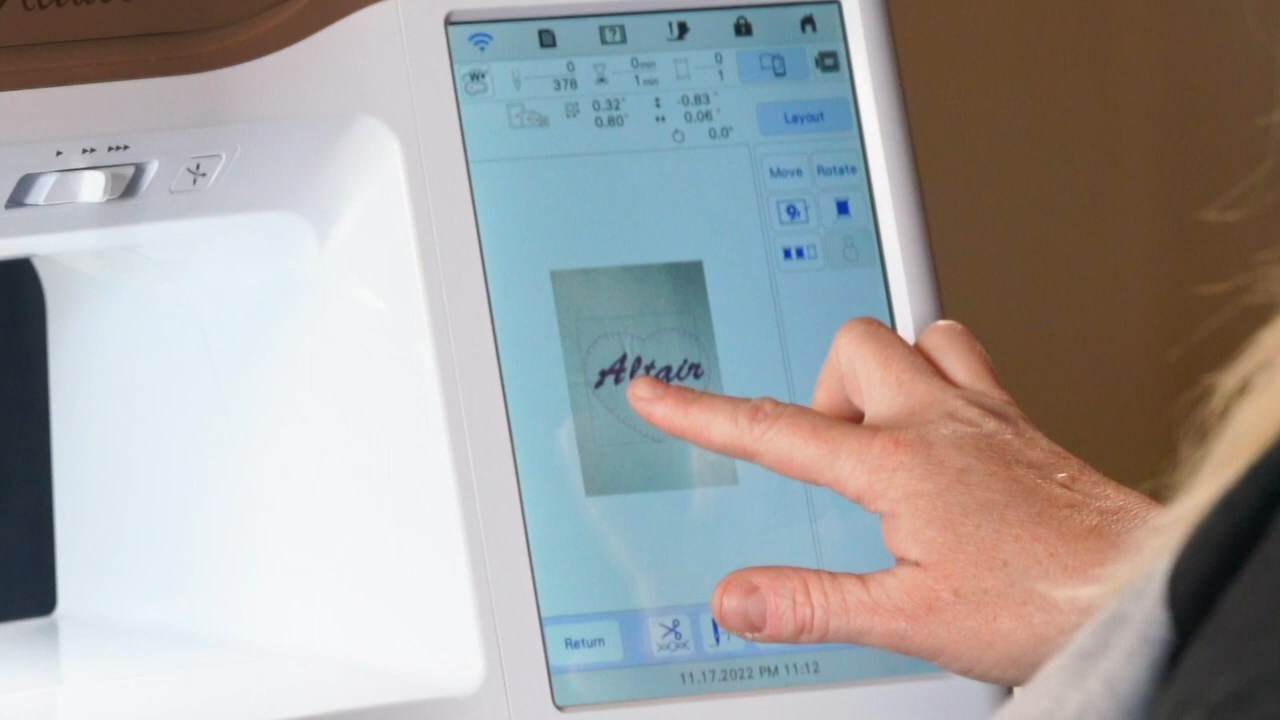 W+
0
378
0min
1min
0
1
0.32"
0.80"
-0.83"
0.06"
0.0°
Layout
Move
Rotate
Altair
Return
11.17.2022 PM 11:12